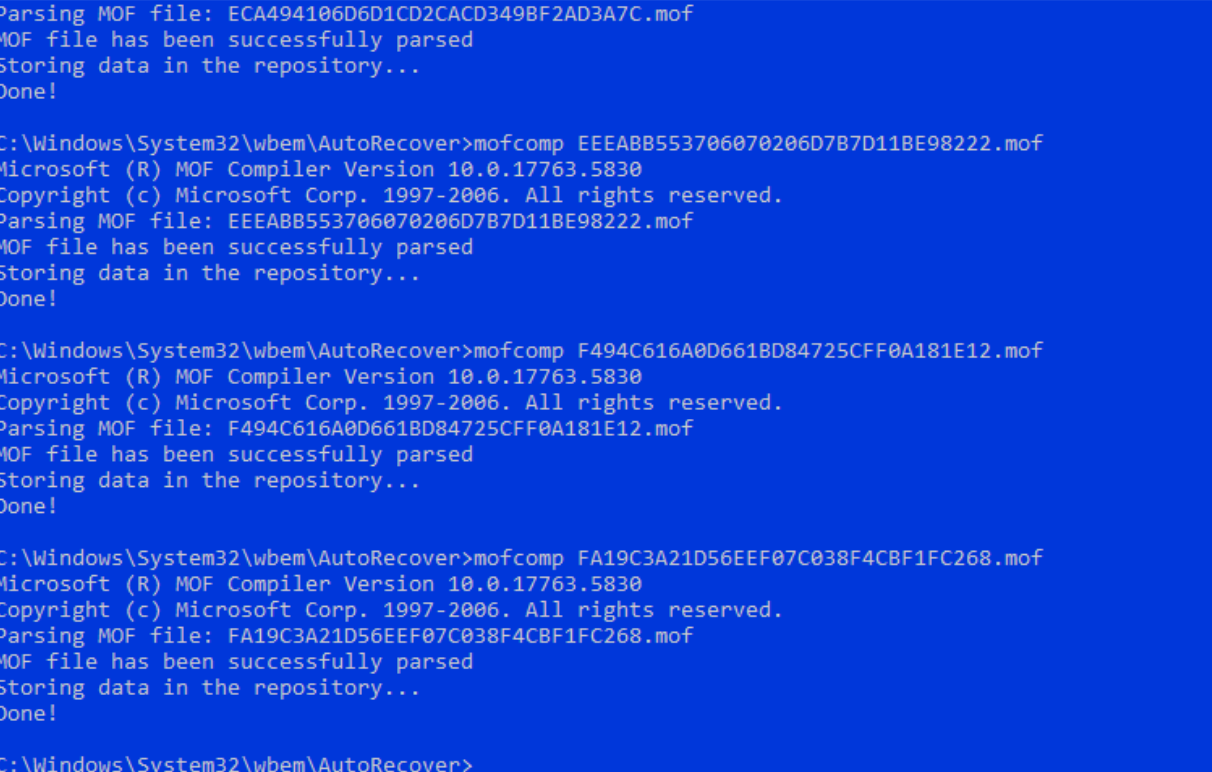 Parsing MOF file: ECA494106D6D1CD2CACD349BF2AD3A7C.mof
MOF file has been successfully parsed
Storing data in the repository...
Done!
C:\Windows\System32\wbem\AutoRecover>mofcomp EEEABB553706070206D7B7D11BE98222.mof
Microsoft (R) MOF Compiler Version 10.0.17763.5830
Copyright (c) Microsoft Corp. 1997-2006. All rights reserved.
Parsing MOF file: EEEABB553706070206D7B7D11BE98222.mof
MOF file has been successfully parsed
Storing data in the repository...
Done!
C:\Windows\System32\wbem\AutoRecover>mofcomp F494C616A0D661BD84725CFF0A181E12.mof
Microsoft (R) MOF Compiler Version 10.0.17763.5830
Copyright (c) Microsoft Corp. 1997-2006. All rights reserved.
Parsing MOF file: F494C616A0D661BD84725CFF0A181E12.mof
MOF file has been successfully parsed
Storing data in the repository...
Done!
C:\Windows\System32\wbem\AutoRecover>mofcomp FA19C3A21D56EEF07C038F4CBF1FC268.mof
Microsoft (R) MOF Compiler Version 10.0.17763.5830
Copyright (c) Microsoft Corp. 1997-2006. All rights reserved.
Parsing MOF file: FA19C3A21D56EEF07C038F4CBF1FC268.mof
MOF file has been successfully parsed
Storing data in the repository...
Done!
C:\Windows\System32\wbem\AutoRecover>